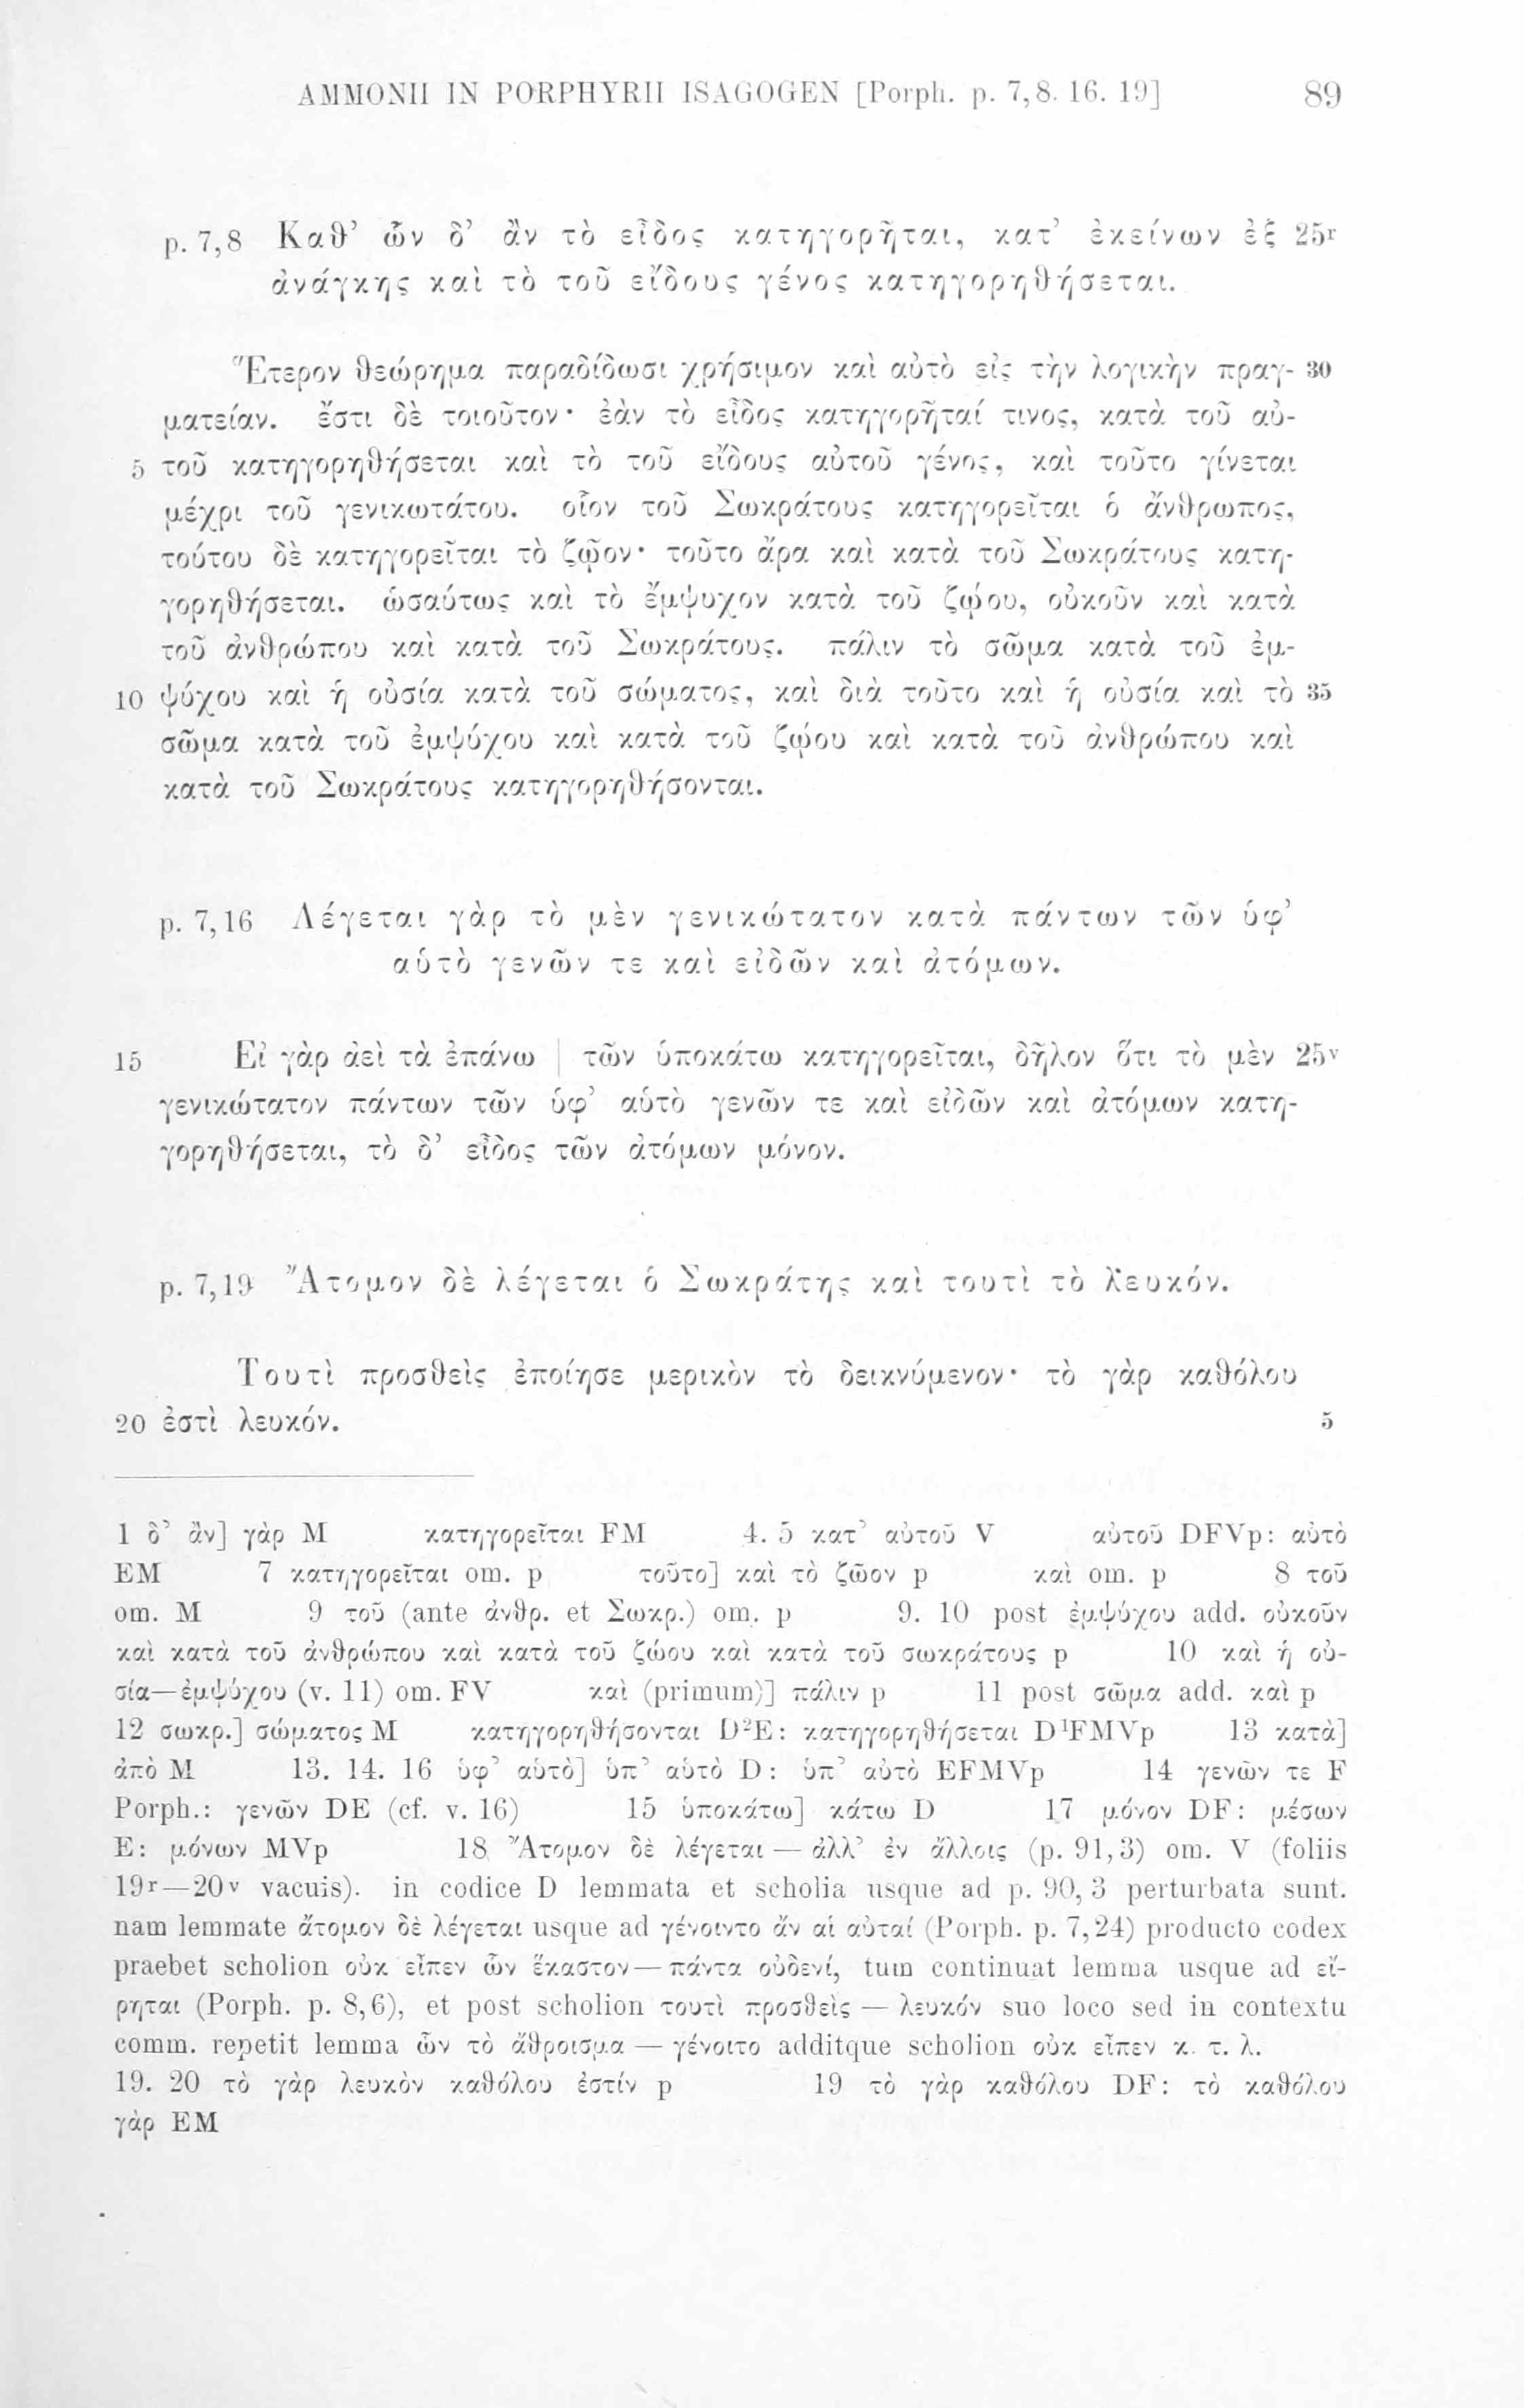 AMMONII IN PORPHYRII ISAGOGEN [Porph. p. 7,8. 16. 19] 89
p. 7,8 Καθ’ ὧν δ’ ἂν τὸ εἶδος κατηγορῆται, κατ’ ἐκείνων ἐξ 25r
ἀνάγκης καὶ τὸ τοῦ εἴδους γένος κατηγορηθήσεται.
Ἕτερον θεώρημα παραδίδωσι χρήσιμον καὶ αὐτὸ εἰς τὴν λογικὴν πραγ- 30
ματείαν. ἔστι δὲ τοιοῦτον· ἐὰν τὸ εἶδος κατηγορῆταί τινος, κατὰ τοῦ αὐ-
5 τοῦ κατηγορηθήσεται καὶ τὸ τοῦ εἴδους αὐτοῦ γένος, καὶ τοῦτο γίνεται
μέχρι τοῦ γενικωτάτου. οἷον τοῦ Σωκράτους κατηγορεῖται ὁ ἄνθρωπος,
τούτου δὲ κατηγορεῖται τὸ ζῷον· τοῦτο ἄρα καὶ κατὰ τοῦ Σωκράτους κατη-
γορηθήσεται. ὡσαύτως καὶ τὸ ἔμψυχον κατὰ τοῦ ζῴου, οὐκοῦν καὶ κατὰ
τοῦ ἀνθρώπου καὶ κατὰ τοῦ Σωκράτους. πάλιν τὸ σῶμα κατὰ τοῦ ἐμ-
10 ψύχου καὶ ἡ οὐσία κατὰ τοῦ σώματος, καὶ διὰ τοῦτο καὶ ἡ οὐσία καὶ τὸ 35
σῶμα κατὰ τοῦ ἐμψύχου καὶ κατὰ τοῦ ζῴου καὶ κατὰ τοῦ ἀνθρώπου καὶ
κατὰ τοῦ Σωκράτους κατηγορηθήσονται.
p. 7,16 Λέγεται γὰρ τὸ μὲν γενικώτατον κατὰ πάντων τῶν ὑφ’
αὑτὸ γενῶν τε καὶ εἰδῶν καὶ ἀτόμων.
15 Εἰ γὰρ ἀεὶ τὰ ἐπάνω | τῶν ὑποκάτω κατηγορεῖται, δῆλον ὅτι τὸ μὲν 25v
γενικώτατον πάντων τῶν ὑφ’ αὑτὸ γενῶν τε καὶ εἰδῶν καὶ ἀτόμων κατη-
γορηθήσεται, τὸ δ’ εἶδος τῶν ἀτόμων μόνον.
p. 7,19 Ἄτομον δὲ λέγεται ὁ Σωκράτης καὶ τουτὶ τὸ λευκόν.
Τουτὶ προσθεὶς ἐποίησε μερικὸν τὸ δεικνύμενον· τὸ γὰρ καθόλου
20 ἐστὶ λευκόν. 5
1 δ’ ἂν] γὰρ M κατηγορεῖται FM 4. 5 κατ’ αὐτοῦ V αὐτοῦ DFVp: αὐτὸ
EM 7 κατηγορεῖται om. p τοῦτο] καὶ τὸ ζῶον p καὶ om. p 8 τοῦ
om. M 9 τοῦ (ante ἀνθρ. et Σωκρ.) om. p 9. 10 post ἐμψύχου add. οὐκοῦν
καὶ κατὰ τοῦ ἀνθρώπου καὶ κατὰ τοῦ ζώου καὶ κατὰ τοῦ σωκράτους p 10 καὶ ἡ οὐ-
σία—ἐμψύχου (v. 11) om. FV καὶ (primum)] πάλιν p 11 post σῶμα add. καὶ p
12 σωκρ.] σώματος M κατηγορηθήσονται D²E: κατηγορηθήσεται D¹FMVp 13 κατὰ]
ἀπὸ M 13. 14. 16 ὑφ’ αὑτὸ] ὑπ’ αὑτὸ D: ὑπ’ αὐτὸ EFMVp 14 γενῶν τε F
Porph.: γενῶν DE (cf. v. 16) 15 ὑποκάτω] κάτω D 17 μόνον DF: μέσων
E: μόνων MVp 18 Ἄτομον δὲ λέγεται — ἀλλ’ ἐν ἄλλοις (p. 91,3) om. V (foliis
19r—20v vacuis). in codice D lemmata et scholia usque ad p. 90, 3 perturbata sunt.
nam lemmate ἄτομον δὲ λέγεται usque ad γένοιντο ἄν αἱ αὐταί (Porph. p. 7,24) producto codex
praebet scholion οὐκ εἶπεν ὧν ἕκαστον—πάντα οὐδενί, tum continuat lemma usque ad εἴ-
ρηται (Porph. p. 8,6), et post scholion τουτὶ προσθεὶς — λευκόν suo loco sed in contextu
comm. repetit lemma ὧν τὸ ἄθροισμα — γένοιτο additque scholion οὐκ εἶπεν κ. τ. λ.
19. 20 τὸ γὰρ λευκὸν καθόλου ἐστίν p 19 τὸ γὰρ καθόλου DF: τὸ καθόλου
γὰρ EM